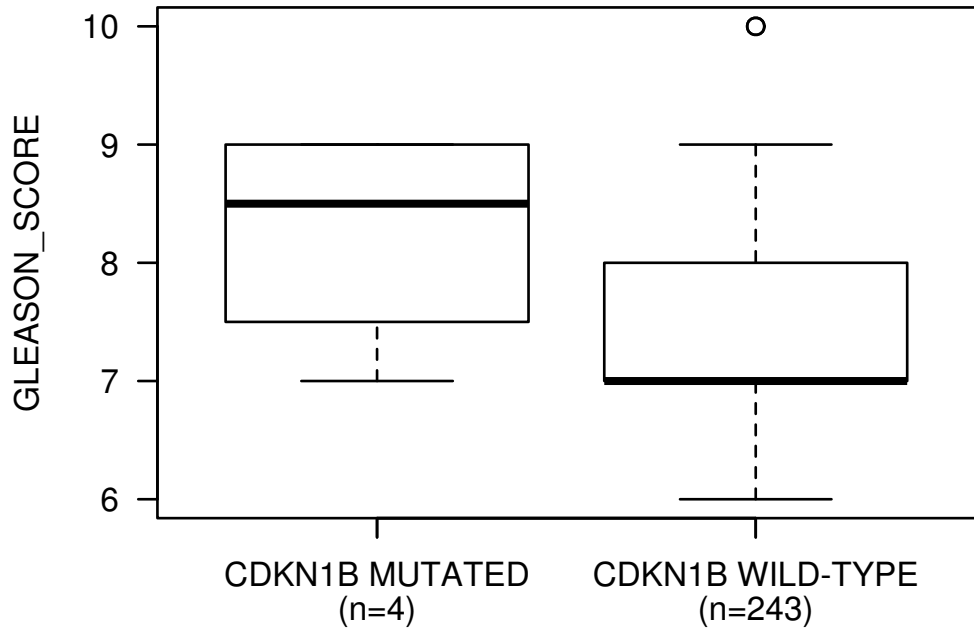 GLEASON_SCORE
10
9
8
7
6
CDKN1B MUTATED
(n=4)
CDKN1B WILD-TYPE
(n=243)